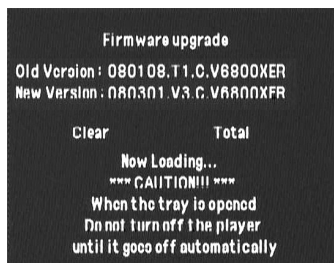 Firmware upgrade
Old Version: 080108.T1.C.V6800XER
New Version: 080301.V3.C.V6800XER
Clear Total
Now Loading...
*** CAUTION!!! ***
When the tray is opened
Do not turn off the player
until it goes off automatically